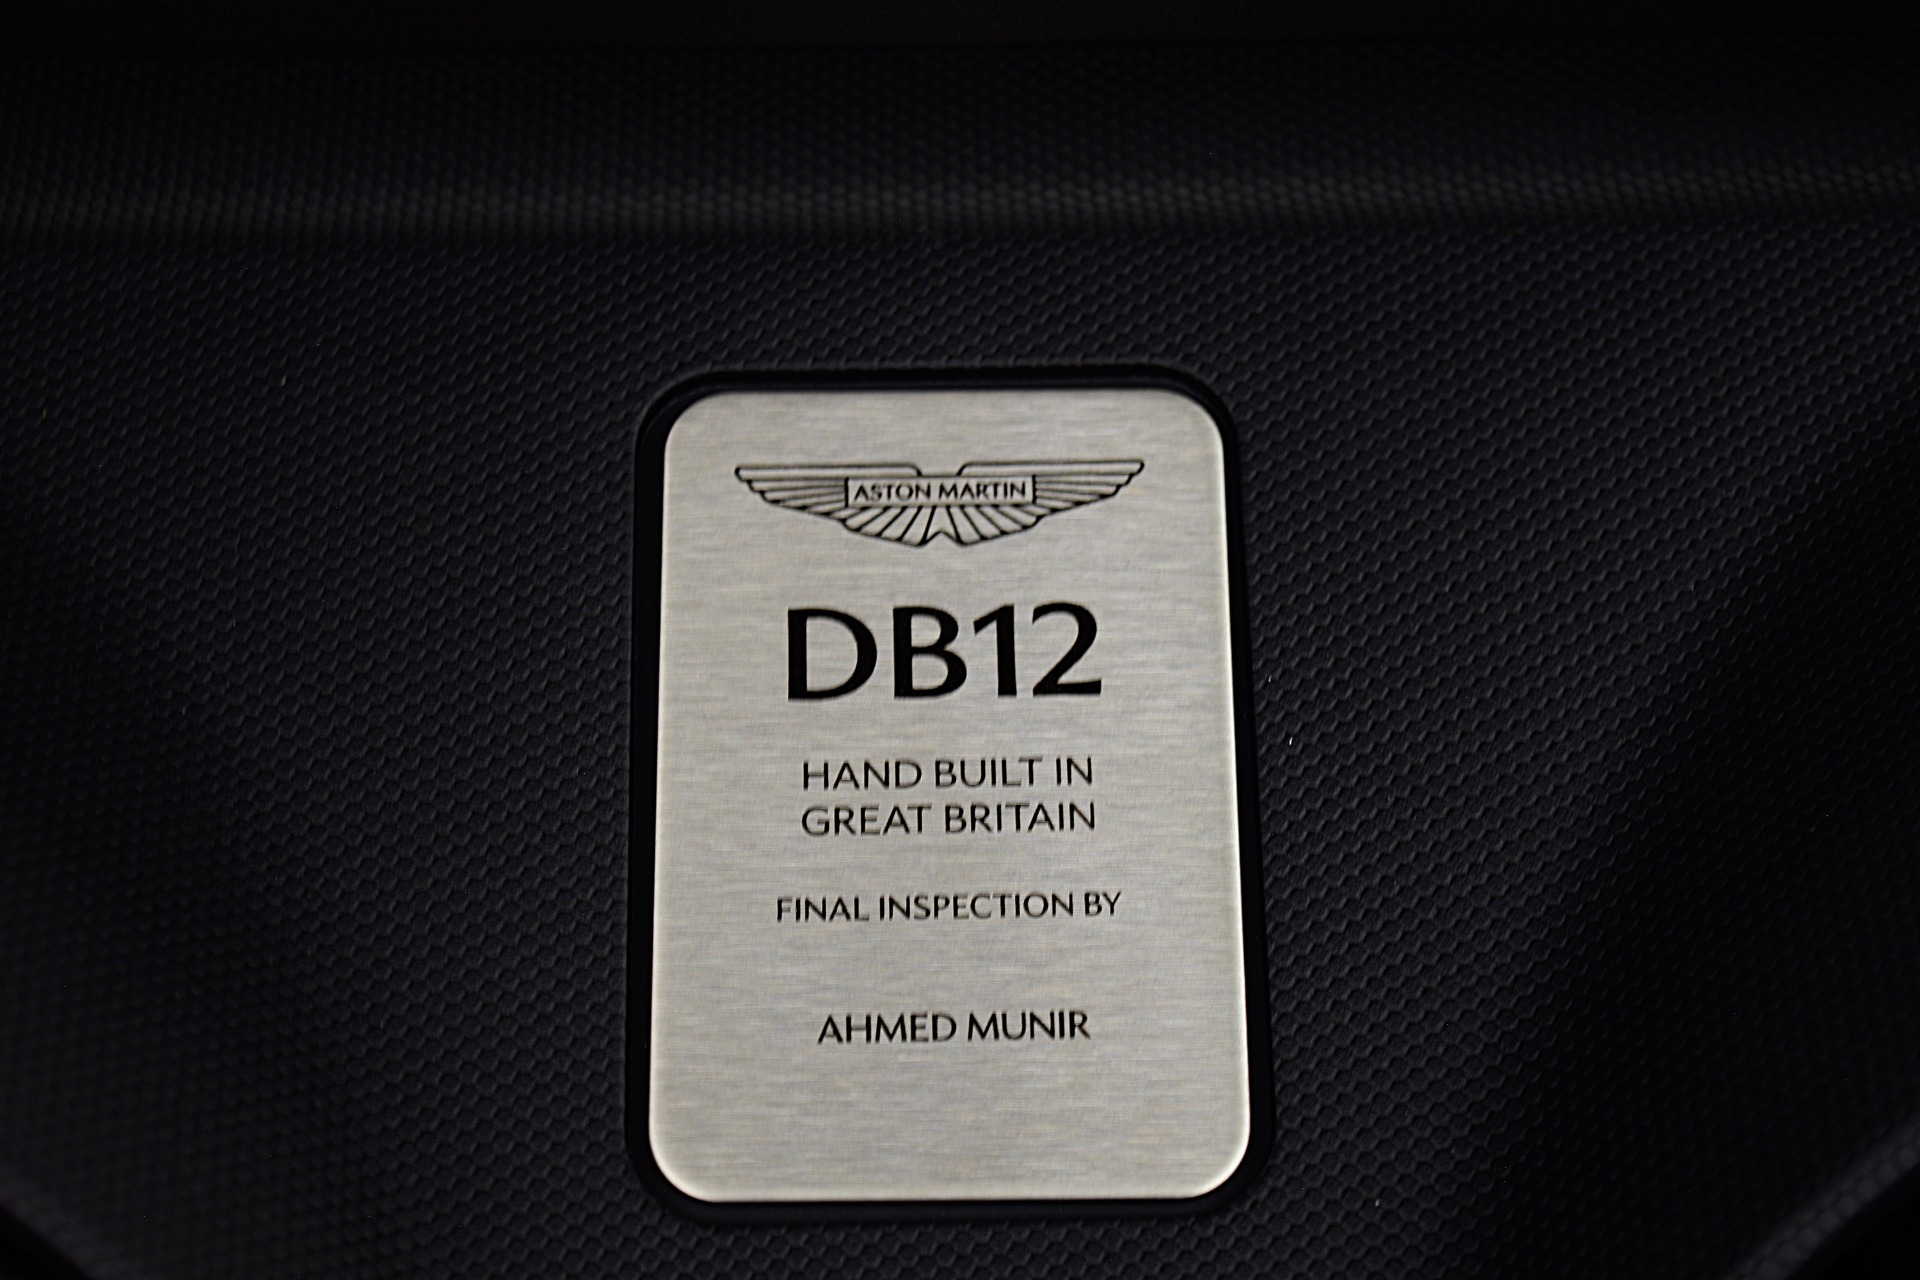 ASTON MARTIN
DB12
HAND BUILT IN
GREAT BRITAIN
FINAL INSPECTION BY
AHMED MUNIR